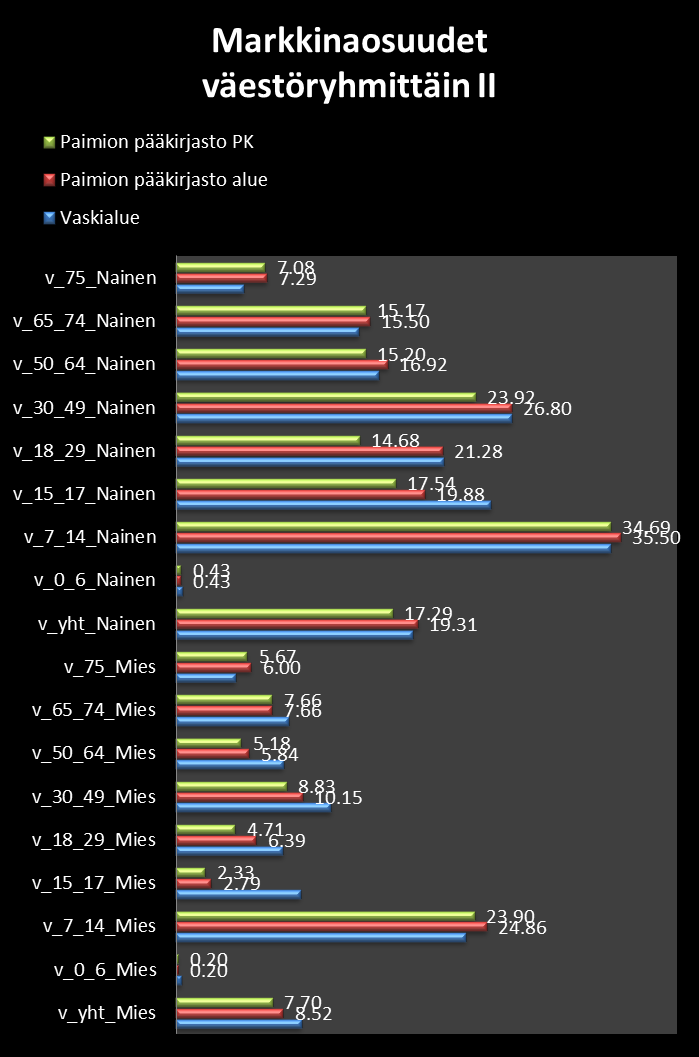 Markkinaosuudet
väestöryhmittäin II
Paimion pääkirjasto PK
Paimion pääkirjasto alue
Vaskialue
v_75_Nainen
7.08
7.29
v_65_74_Nainen
15.17
15.50
v_50_64_Nainen
15.20
16.92
v_30_49_Nainen
23.92
26.80
v_18_29_Nainen
14.68
21.28
v_15_17_Nainen
17.54
19.88
v_7_14_Nainen
34.69
35.50
v_0_6_Nainen
0.43
0.43
v_yht_Nainen
17.29
19.31
v_75_Mies
5.67
6.00
v_65_74_Mies
7.66
7.66
v_50_64_Mies
5.18
5.84
v_30_49_Mies
8.83
10.15
v_18_29_Mies
4.71
6.39
v_15_17_Mies
2.33
2.79
v_7_14_Mies
23.90
24.86
v_0_6_Mies
0.20
0.20
v_yht_Mies
7.70
8.52